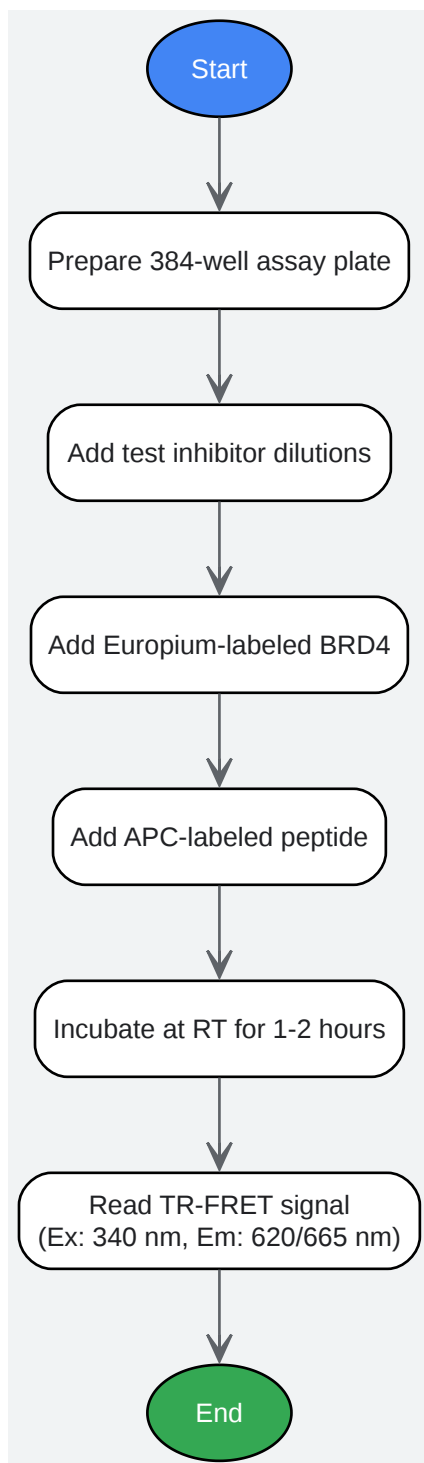 Start
Prepare 384-well assay plate
Add test inhibitor dilutions
Add Europium-labeled BRD4
Add APC-labeled peptide
Incubate at RT for 1-2 hours
Read TR-FRET signal
(Ex: 340 nm, Em: 620/665 nm)
End